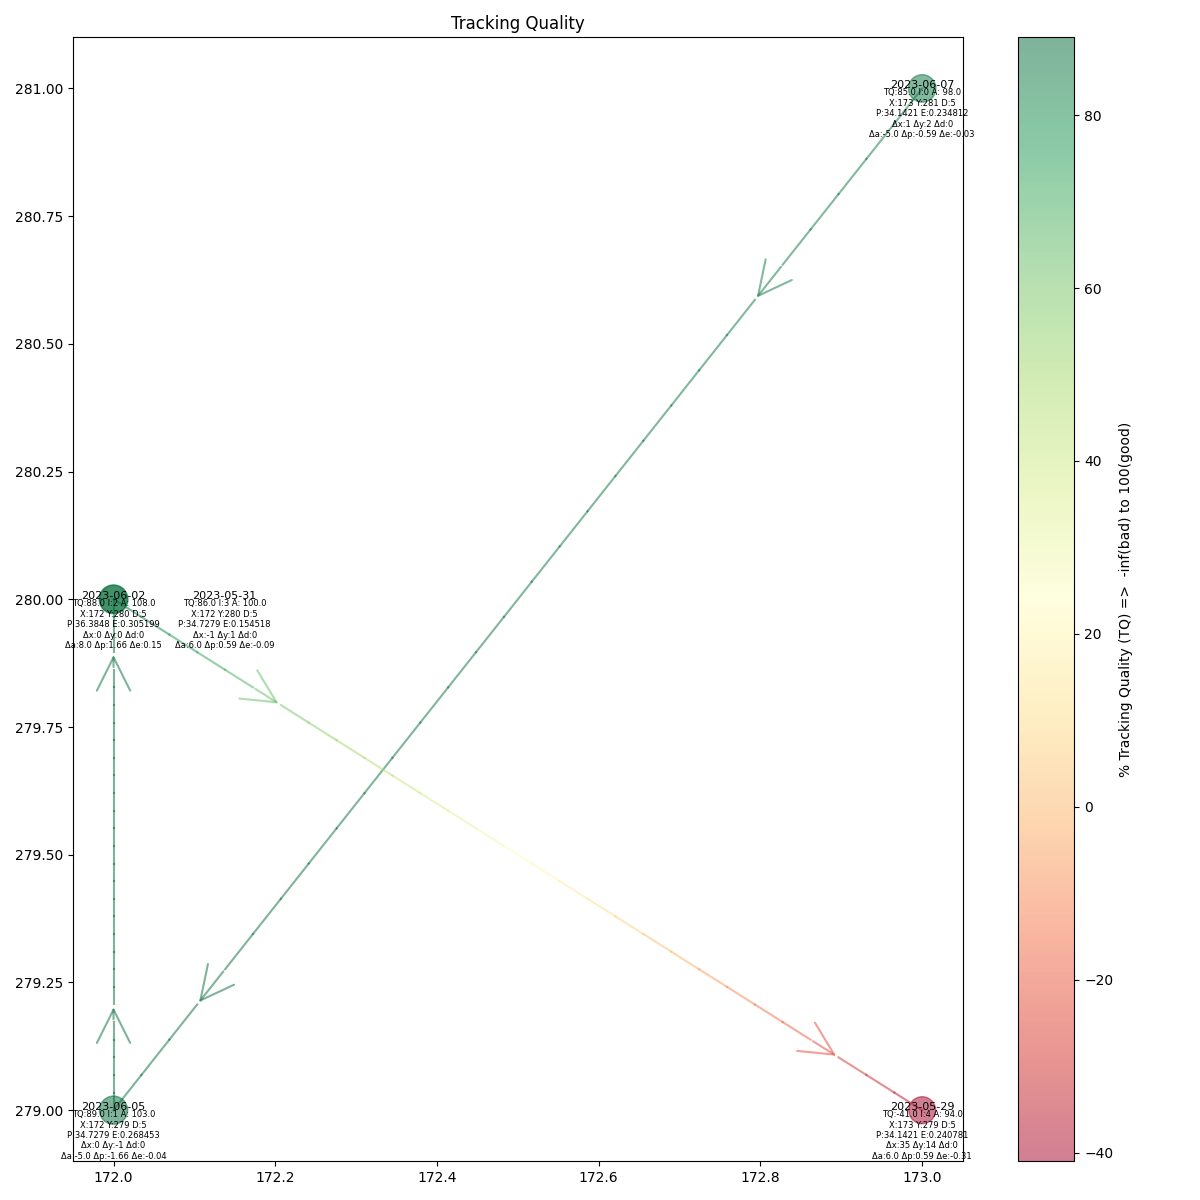 Tracking Quality
281.00
280.75
280.50
280.25
280.00
279.75
279.50
279.25
279.00
172.0
172.2
172.4
172.6
172.8
173.0
2023-06-07
TQ:85.0 I:0 A: 98.0
X:173 Y:281 D:5
P:34.1421 E:0.234812
Δx:1 Δy:2 Δd:0
Δa:-5.0 Δp:-0.59 Δe:-0.03
2023-06-02
TQ:88.0 I:2 A: 108.0
X:172 Y:280 D:5
P:36.3848 E:0.305199
Δx:0 Δy:0 Δd:0
Δa:8.0 Δp:1.66 Δe:0.15
2023-05-31
TQ:86.0 I:3 A: 100.0
X:172 Y:280 D:5
P:34.7279 E:0.154518
Δx:-1 Δy:1 Δd:0
Δa:6.0 Δp:0.59 Δe:-0.09
2023-06-05
TQ:89.0 I:1 A: 103.0
X:172 Y:279 D:5
P:34.7279 E:0.268453
Δx:0 Δy:-1 Δd:0
Δa:-5.0 Δp:-1.66 Δe:-0.04
2023-05-29
TQ:-41.0 I:4 A: 94.0
X:173 Y:279 D:5
P:34.1421 E:0.240781
Δx:35 Δy:14 Δd:0
Δa:6.0 Δp:0.59 Δe:-0.31
80
60
40
20
0
−20
−40
% Tracking Quality (TQ) => -inf(bad) to 100(good)